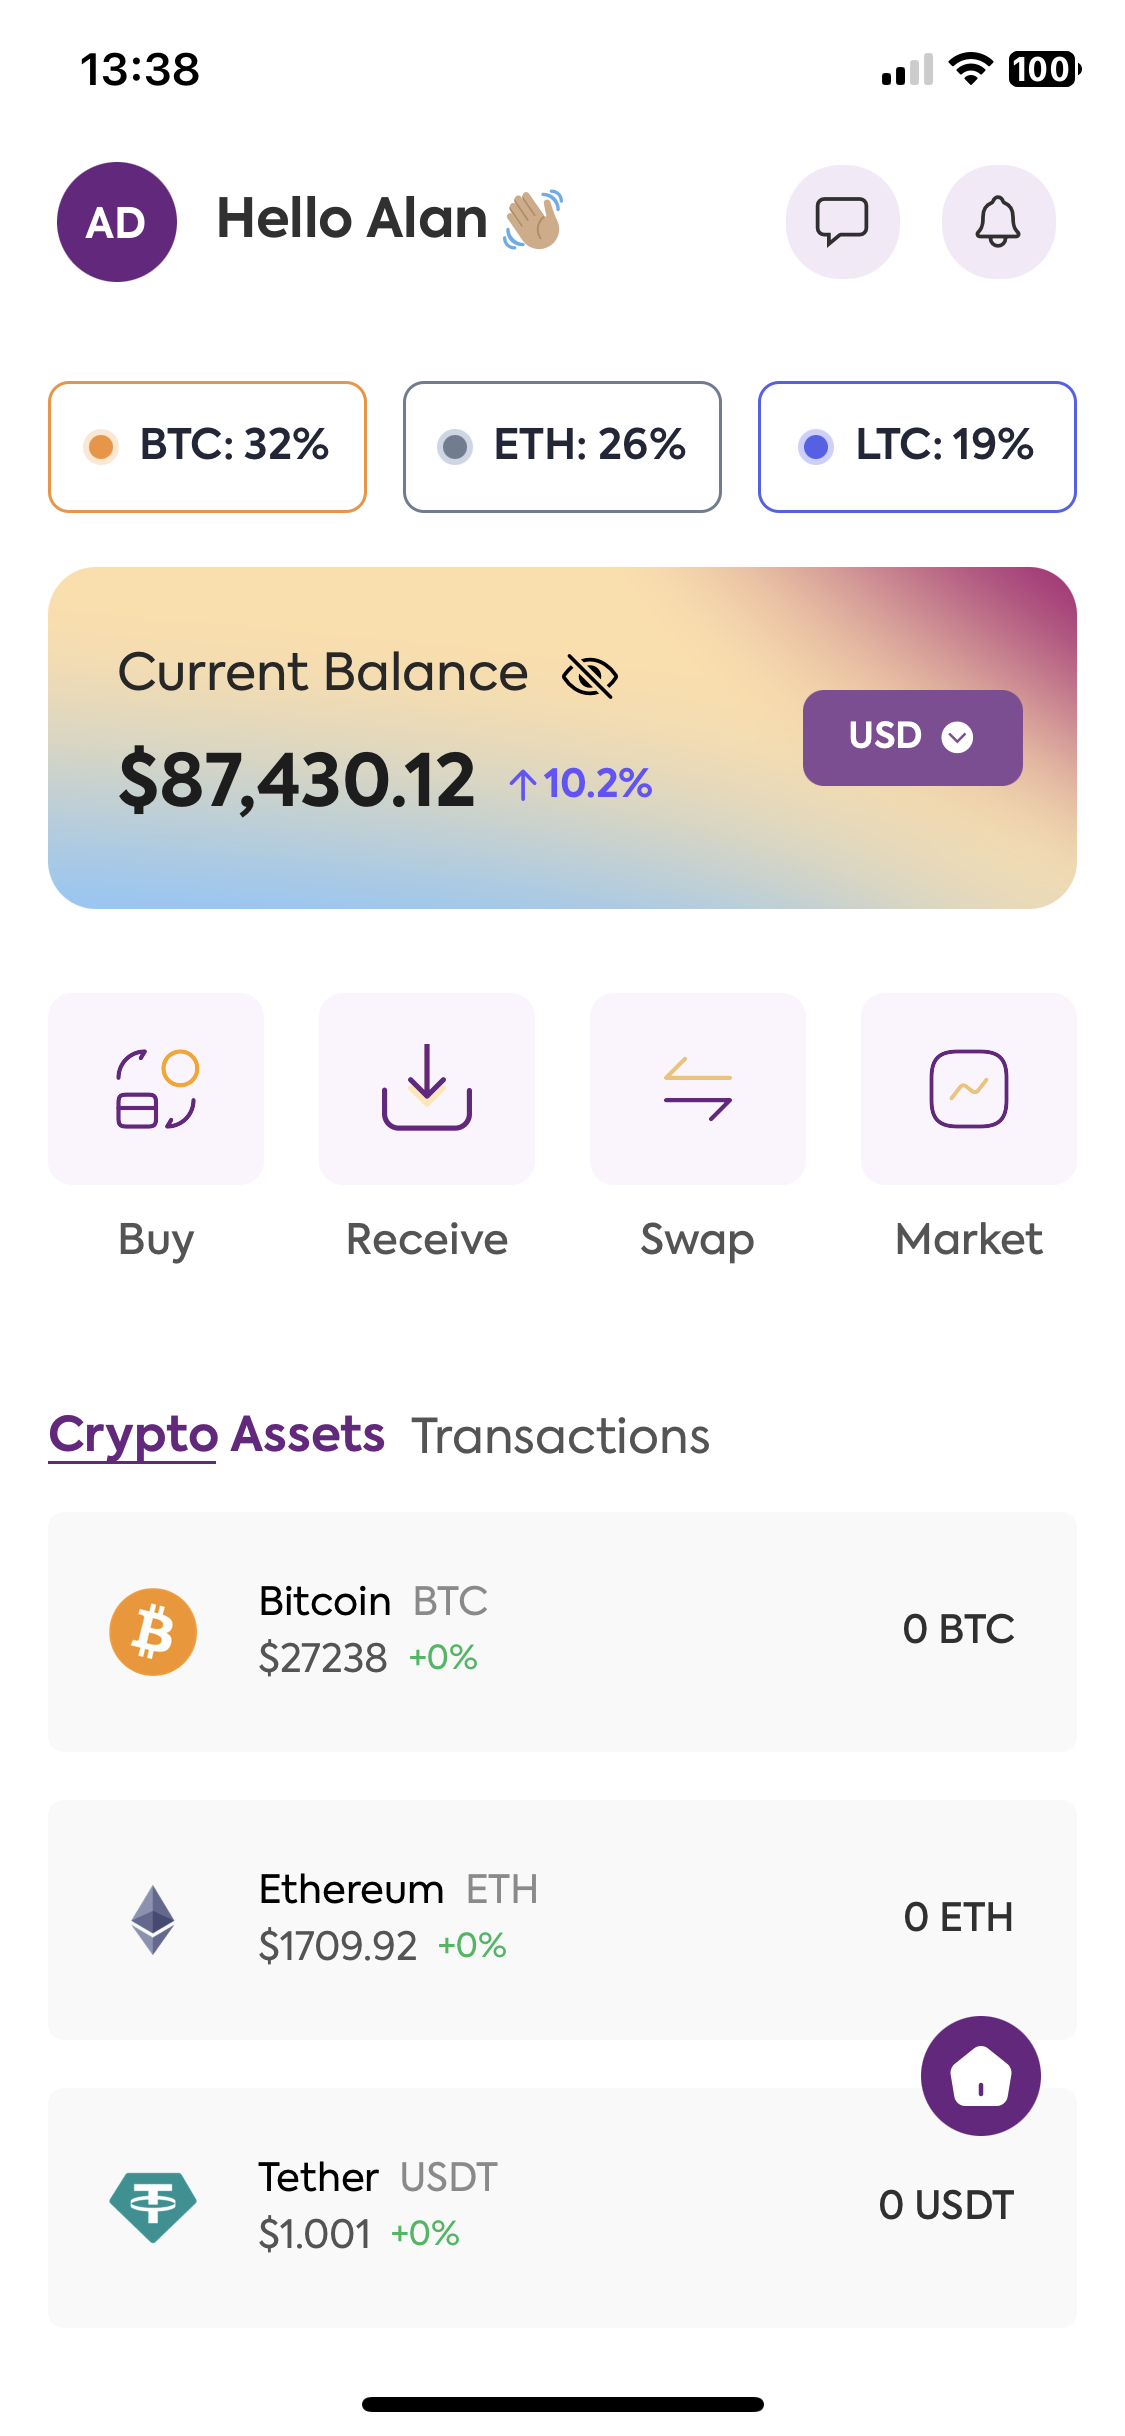 13:38
100
AD
Hello Alan 👋🏽
BTC: 32%
ETH: 26%
LTC: 19%
Current Balance
$87,430.12
↑10.2%
USD
Buy
Receive
Swap
Market
Crypto Assets
Transactions
Bitcoin BTC
$27238 +0%
0 BTC
Ethereum ETH
$1709.92 +0%
0 ETH
Tether USDT
$1.001 +0%
0 USDT